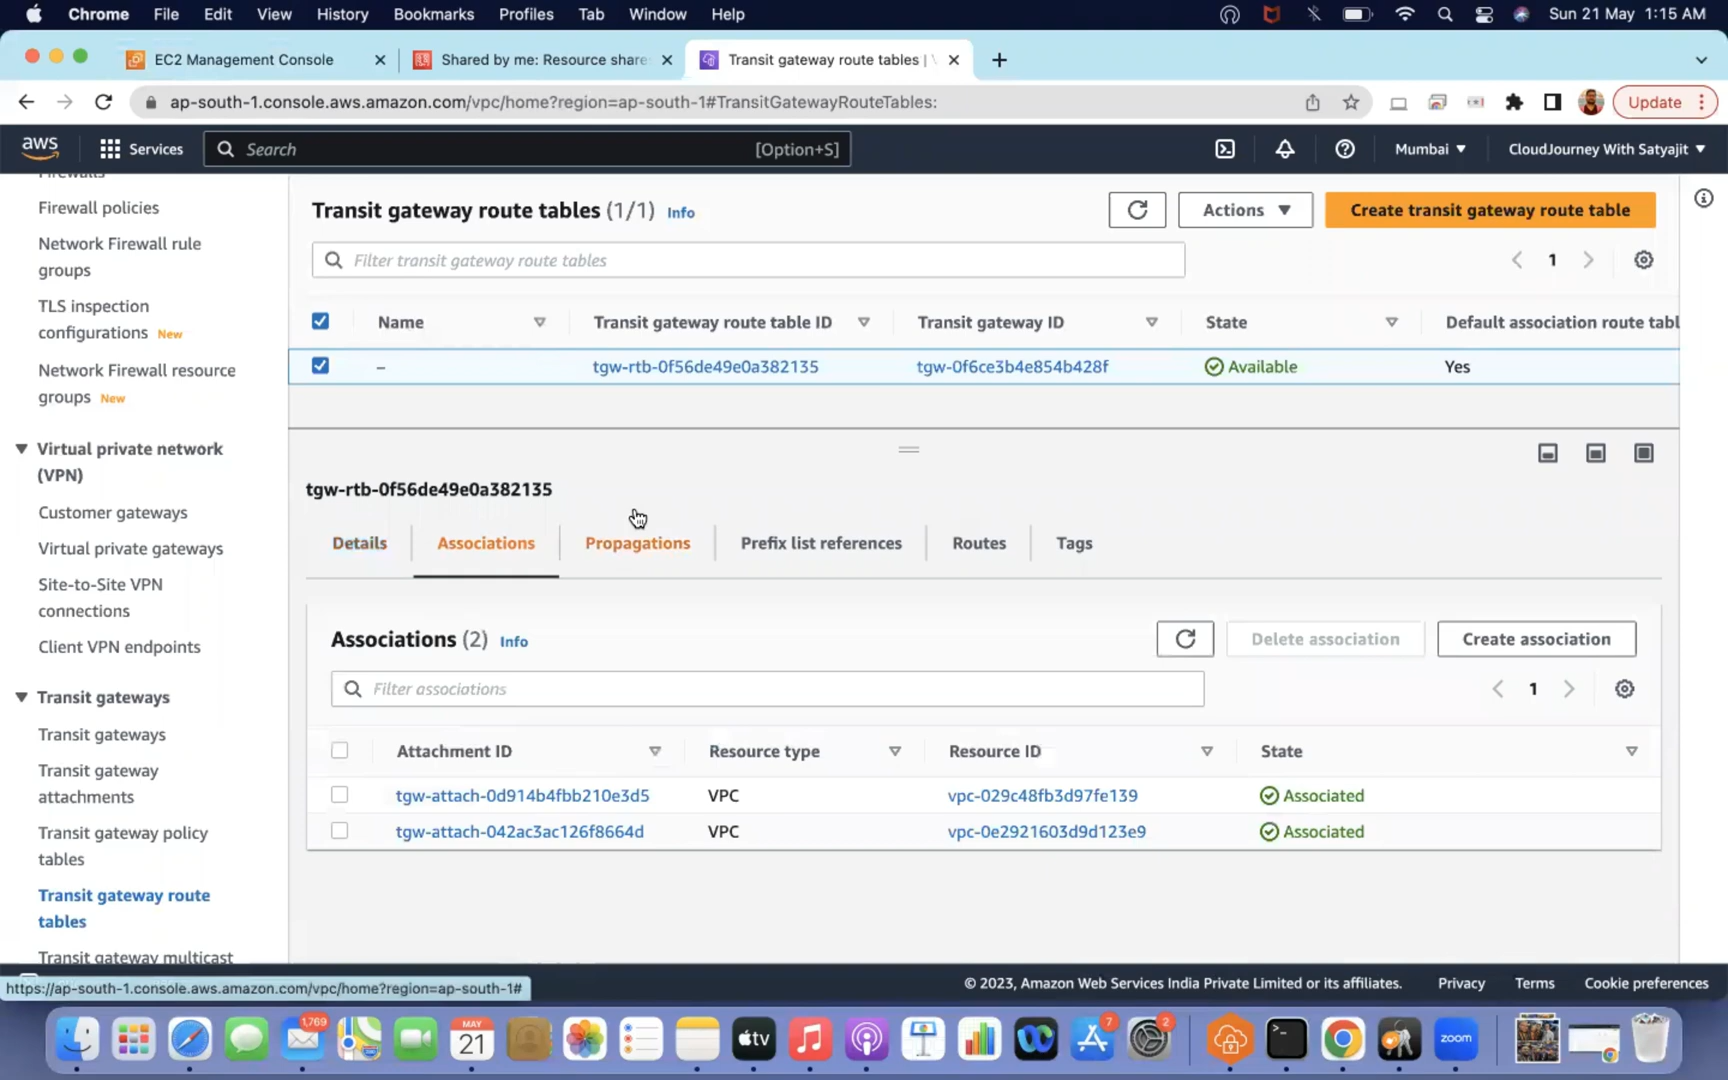 Chrome File Edit View History Bookmarks Profiles Tab Window Help Sun 21 May 1:15 AM
EC2 Management Console Shared by me: Resource share Transit gateway route tables |
ap-south-1.console.aws.amazon.com/vpc/home?region=ap-south-1#TransitGatewayRouteTables: Update
aws Services Search [Option+S] Mumbai CloudJourney With Satyajit
Firewalls
Firewall policies
Network Firewall rule
groups
TLS inspection
configurations New
Network Firewall resource
groups New
Virtual private network
(VPN)
Customer gateways
Virtual private gateways
Site-to-Site VPN
connections
Client VPN endpoints
Transit gateways
Transit gateways
Transit gateway
attachments
Transit gateway policy
tables
Transit gateway route
tables
Transit gateway multicast
Transit gateway route tables (1/1) Info Actions Create transit gateway route table
Filter transit gateway route tables 1
Name Transit gateway route table ID Transit gateway ID State Default association route tabl
– tgw-rtb-0f56de49e0a382135 tgw-0f6ce3b4e854b428f Available Yes
tgw-rtb-0f56de49e0a382135
Details Associations Propagations Prefix list references Routes Tags
Associations (2) Info Delete association Create association
Filter associations 1
Attachment ID Resource type Resource ID State
tgw-attach-0d914b4fbb210e3d5 VPC vpc-029c48fb3d97fe139 Associated
tgw-attach-042ac3ac126f8664d VPC vpc-0e2921603d9d123e9 Associated
https://ap-south-1.console.aws.amazon.com/vpc/home?region=ap-south-1#
© 2023, Amazon Web Services India Private Limited or its affiliates. Privacy Terms Cookie preferences
1,769 MAY 21 tv 7 2 zoom